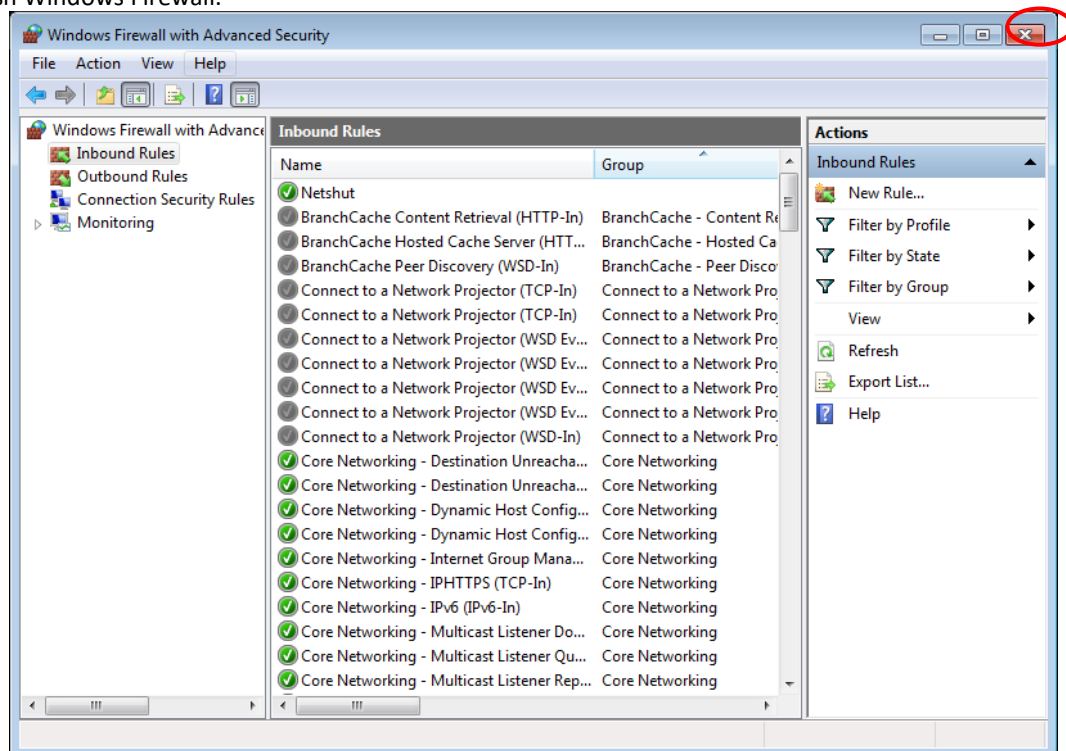 Windows Firewall.
Windows Firewall with Advanced Security
File Action View Help
Windows Firewall with Advance
Inbound Rules
Outbound Rules
Connection Security Rules
Monitoring
Inbound Rules
Name Group
Netshut
BranchCache Content Retrieval (HTTP-In) BranchCache - Content Re
BranchCache Hosted Cache Server (HTT... BranchCache - Hosted Ca
BranchCache Peer Discovery (WSD-In) BranchCache - Peer Disco
Connect to a Network Projector (TCP-In) Connect to a Network Pro
Connect to a Network Projector (TCP-In) Connect to a Network Pro
Connect to a Network Projector (WSD Ev... Connect to a Network Pro
Connect to a Network Projector (WSD Ev... Connect to a Network Pro
Connect to a Network Projector (WSD Ev... Connect to a Network Pro
Connect to a Network Projector (WSD Ev... Connect to a Network Pro
Connect to a Network Projector (WSD-In) Connect to a Network Pro
Core Networking - Destination Unreacha... Core Networking
Core Networking - Destination Unreacha... Core Networking
Core Networking - Dynamic Host Config... Core Networking
Core Networking - Dynamic Host Config... Core Networking
Core Networking - Internet Group Mana... Core Networking
Core Networking - IPHTTPS (TCP-In) Core Networking
Core Networking - IPv6 (IPv6-In) Core Networking
Core Networking - Multicast Listener Do... Core Networking
Core Networking - Multicast Listener Qu... Core Networking
Core Networking - Multicast Listener Rep... Core Networking
Actions
Inbound Rules
New Rule...
Filter by Profile
Filter by State
Filter by Group
View
Refresh
Export List...
Help